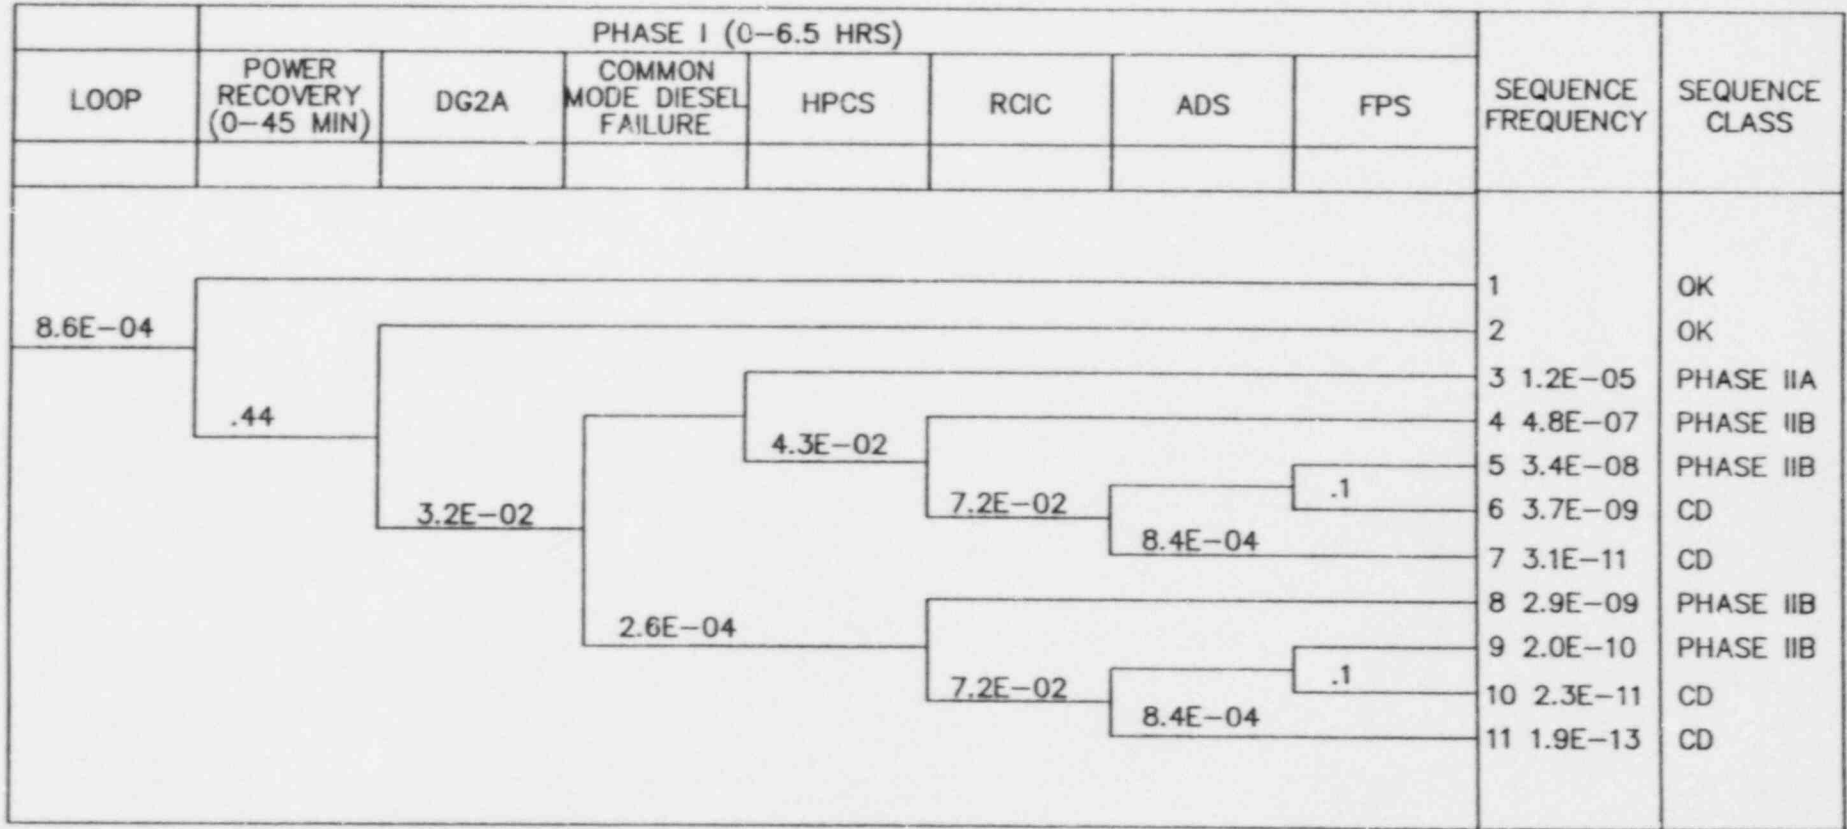 PHASE I (0-6.5 HRS)
LOOP
POWER
RECOVERY
(0-45 MIN)
DG2A
COMMON
MODE DIESEL
FAILURE
HPCS
RCIC
ADS
FPS
SEQUENCE
FREQUENCY
SEQUENCE
CLASS
1 OK
8.6E-04
2 OK
3 1.2E-05 PHASE IIA
.44
4 4.8E-07 PHASE IIB
4.3E-02
5 3.4E-08 PHASE IIB
.1
7.2E-02
6 3.7E-09 CD
3.2E-02
8.4E-04
7 3.1E-11 CD
8 2.9E-09 PHASE IIB
2.6E-04
9 2.0E-10 PHASE IIB
.1
7.2E-02
10 2.3E-11 CD
8.4E-04
11 1.9E-13 CD